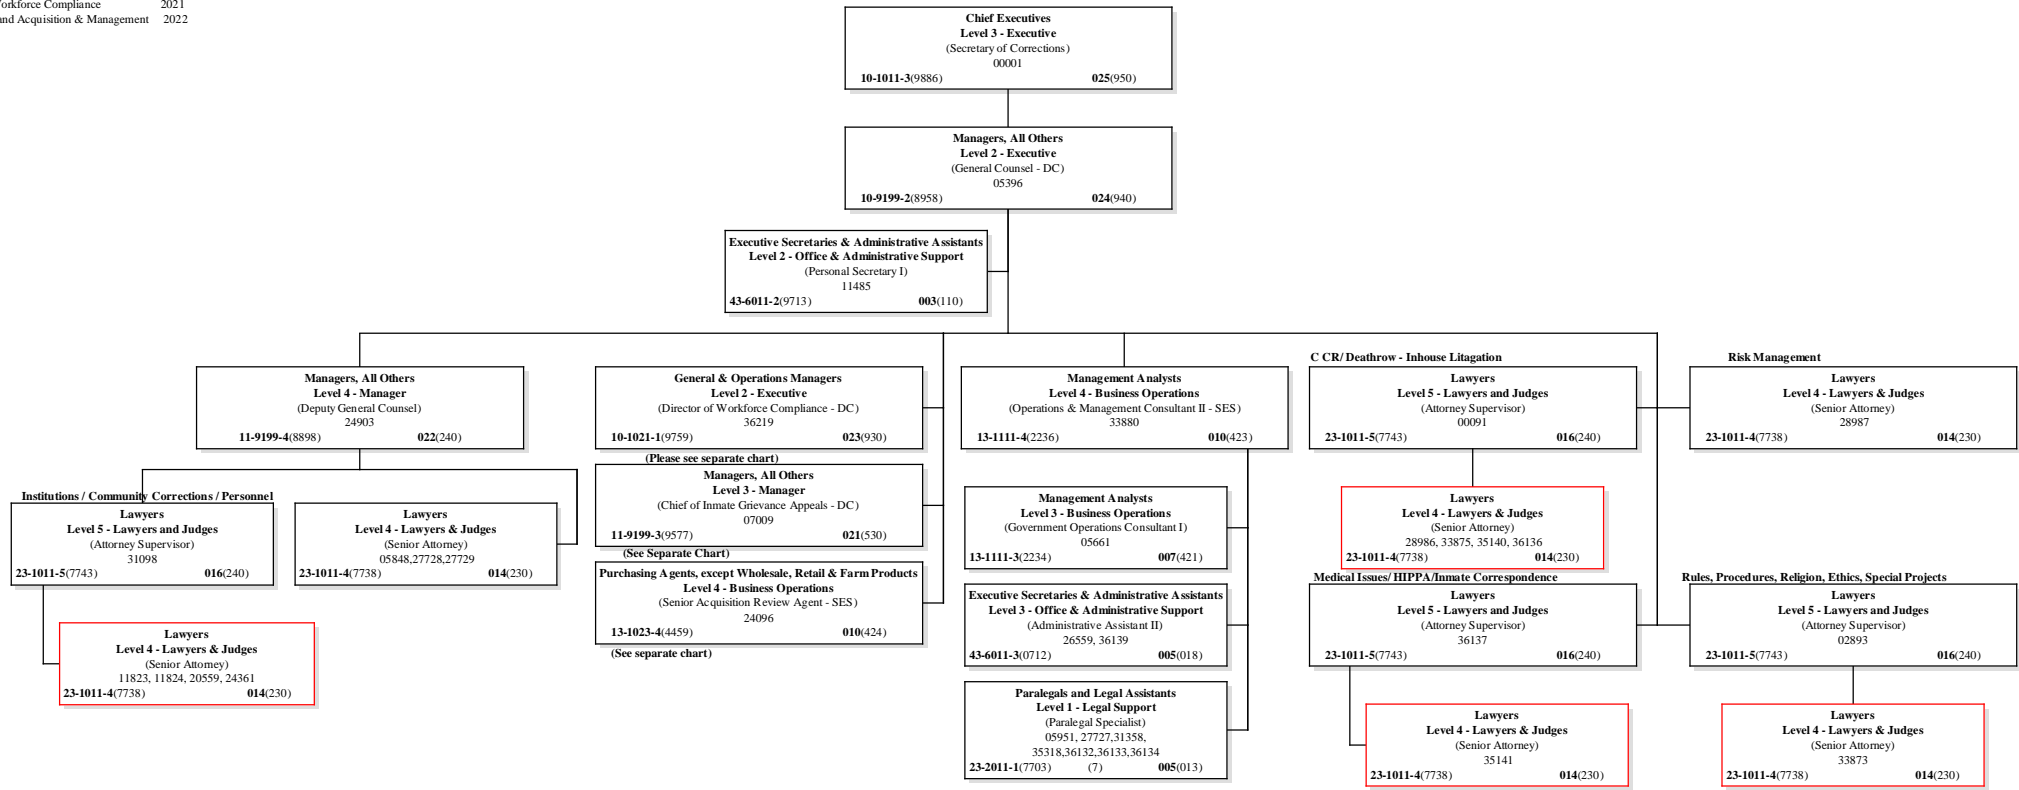 Workforce Compliance 2021
and Acquisition & Management 2022
Chief Executives
Level 3 - Executive
(Secretary of Corrections)
00001
10-1011-3(9886) 025(950)
Managers, All Others
Level 2 - Executive
(General Counsel - DC)
05396
10-9199-2(8958) 024(940)
Executive Secretaries & Administrative Assistants
Level 2 - Office & Administrative Support
(Personal Secretary I)
11485
43-6011-2(9713) 003(110)
Managers, All Others
Level 4 - Manager
(Deputy General Counsel)
24903
11-9199-4(8898) 022(240)
Institutions / Community Corrections / Personnel
Lawyers
Level 5 - Lawyers and Judges
(Attorney Supervisor)
31098
23-1011-5(7743) 016(240)
Lawyers
Level 4 - Lawyers & Judges
(Senior Attorney)
11823, 11824, 20559, 24361
23-1011-4(7738) 014(230)
Lawyers
Level 4 - Lawyers & Judges
(Senior Attorney)
05848,27728,27729
23-1011-4(7738) 014(230)
General & Operations Managers
Level 2 - Executive
(Director of Workforce Compliance - DC)
36219
10-1021-1(9759) 023(930)
(Please see separate chart)
Managers, All Others
Level 3 - Manager
(Chief of Inmate Grievance Appeals - DC)
07009
11-9199-3(9577) 021(530)
(See Separate Chart)
Purchasing Agents, except Wholesale, Retail & Farm Products
Level 4 - Business Operations
(Senior Acquisition Review Agent - SES)
24096
13-1023-4(4459) 010(424)
(See separate chart)
Management Analysts
Level 4 - Business Operations
(Operations & Management Consultant II - SES)
33880
13-1111-4(2236) 010(423)
Management Analysts
Level 3 - Business Operations
(Government Operations Consultant I)
05661
13-1111-3(2234) 007(421)
Executive Secretaries & Administrative Assistants
Level 3 - Office & Administrative Support
(Administrative Assistant II)
26559, 36139
43-6011-3(0712) 005(018)
Paralegals and Legal Assistants
Level 1 - Legal Support
(Paralegal Specialist)
05951, 27727,31358,
35318,36132,36133,36134
23-2011-1(7703) (7) 005(013)
C CR/ Deathrow - Inhouse Litagation
Lawyers
Level 5 - Lawyers and Judges
(Attorney Supervisor)
00091
23-1011-5(7743) 016(240)
Lawyers
Level 4 - Lawyers & Judges
(Senior Attorney)
28986, 33875, 35140, 36136
23-1011-4(7738) 014(230)
Medical Issues/ HIPPA/Inmate Correspondence
Lawyers
Level 5 - Lawyers and Judges
(Attorney Supervisor)
36137
23-1011-5(7743) 016(240)
Lawyers
Level 4 - Lawyers & Judges
(Senior Attorney)
35141
23-1011-4(7738) 014(230)
Risk Management
Lawyers
Level 4 - Lawyers & Judges
(Senior Attorney)
28987
23-1011-4(7738) 014(230)
Rules, Procedures, Religion, Ethics, Special Projects
Lawyers
Level 5 - Lawyers and Judges
(Attorney Supervisor)
02893
23-1011-5(7743) 016(240)
Lawyers
Level 4 - Lawyers & Judges
(Senior Attorney)
33873
23-1011-4(7738) 014(230)